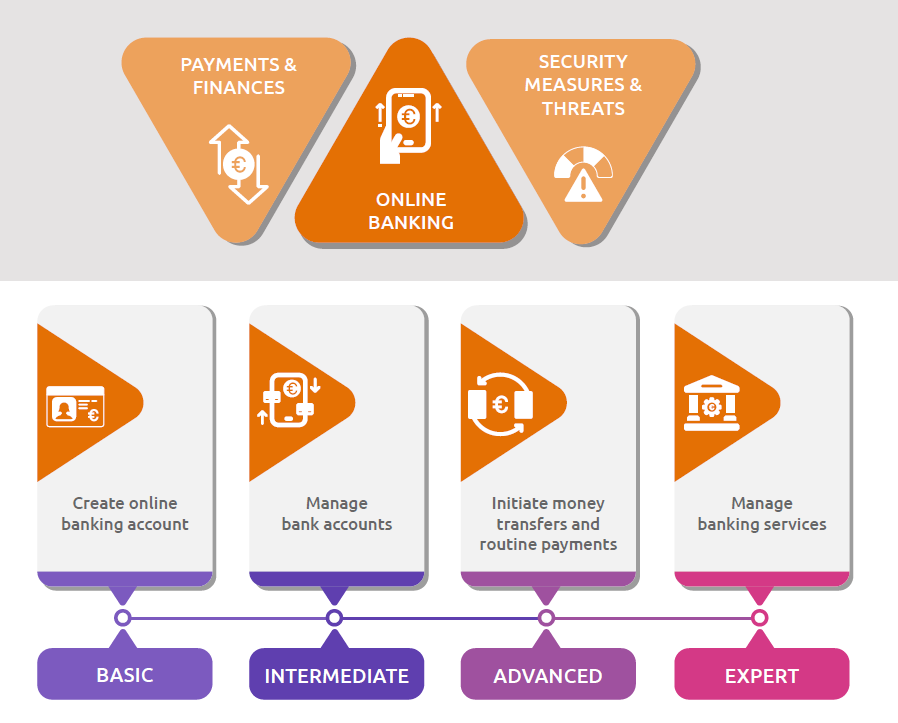 PAYMENTS &
FINANCES
ONLINE
BANKING
SECURITY
MEASURES &
THREATS
Create online
banking account
Manage
bank accounts
Initiate money
transfers and
routine payments
Manage
banking services
BASIC
INTERMEDIATE
ADVANCED
EXPERT